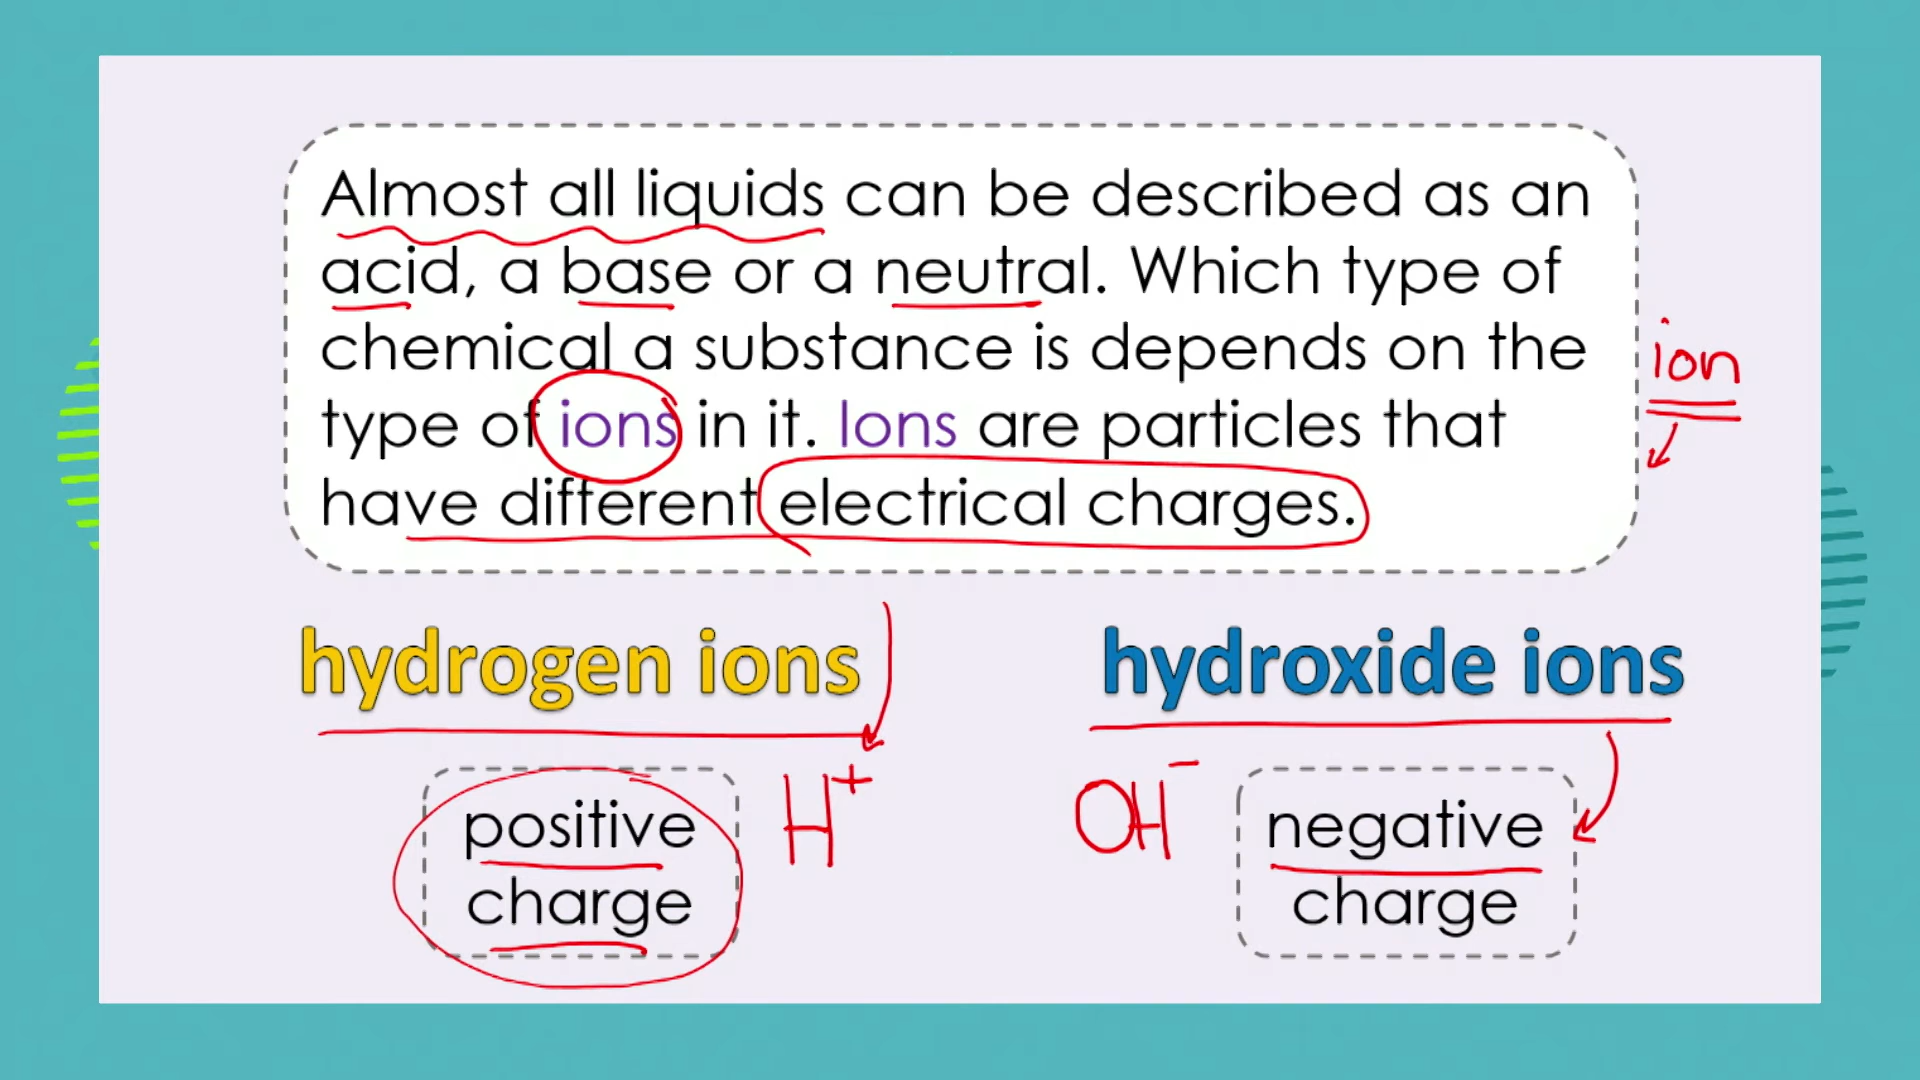 Almost all liquids can be described as an
acid, a base or a neutral. Which type of
chemical a substance is depends on the
type of ions in it. Ions are particles that
have different electrical charges.
ion
hydrogen ions
hydroxide ions
positive
charge
H⁺
OH⁻
negative
charge